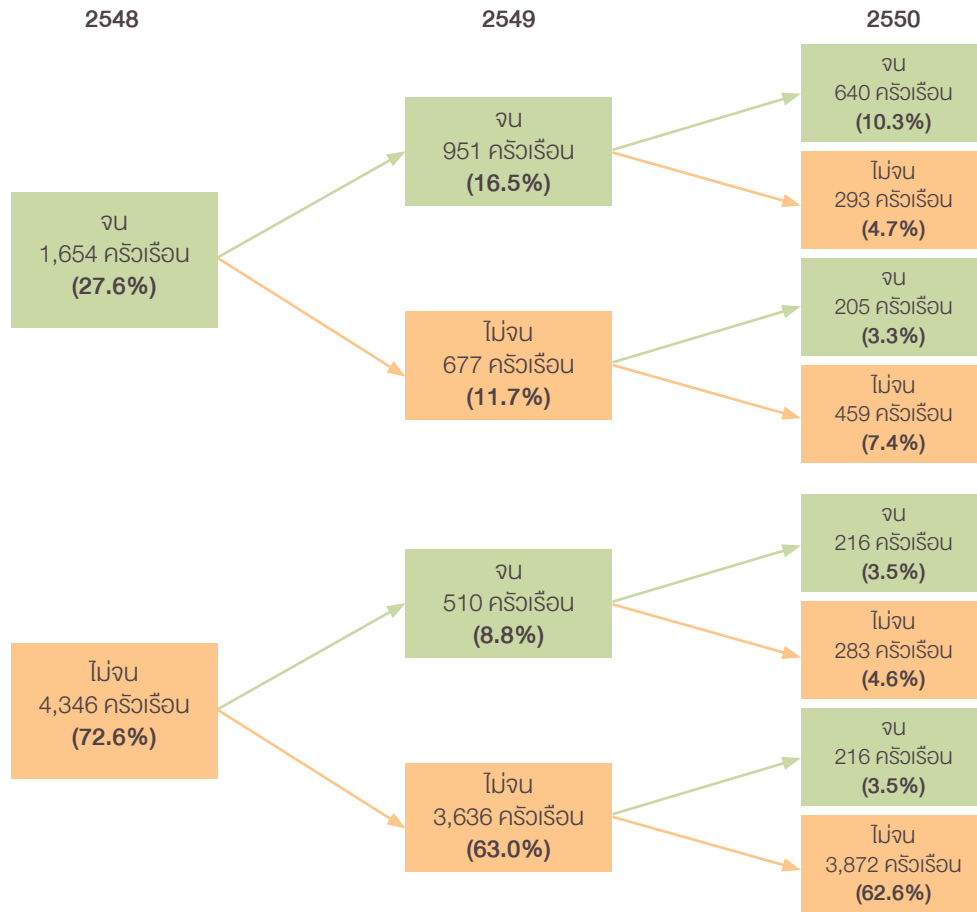 2548
2549
2550
จน
1,654 ครัวเรือน
(27.6%)
จน
951 ครัวเรือน
(16.5%)
จน
640 ครัวเรือน
(10.3%)
ไม่จน
293 ครัวเรือน
(4.7%)
ไม่จน
677 ครัวเรือน
(11.7%)
จน
205 ครัวเรือน
(3.3%)
ไม่จน
459 ครัวเรือน
(7.4%)
ไม่จน
4,346 ครัวเรือน
(72.6%)
จน
510 ครัวเรือน
(8.8%)
จน
216 ครัวเรือน
(3.5%)
ไม่จน
283 ครัวเรือน
(4.6%)
ไม่จน
3,636 ครัวเรือน
(63.0%)
จน
216 ครัวเรือน
(3.5%)
ไม่จน
3,872 ครัวเรือน
(62.6%)